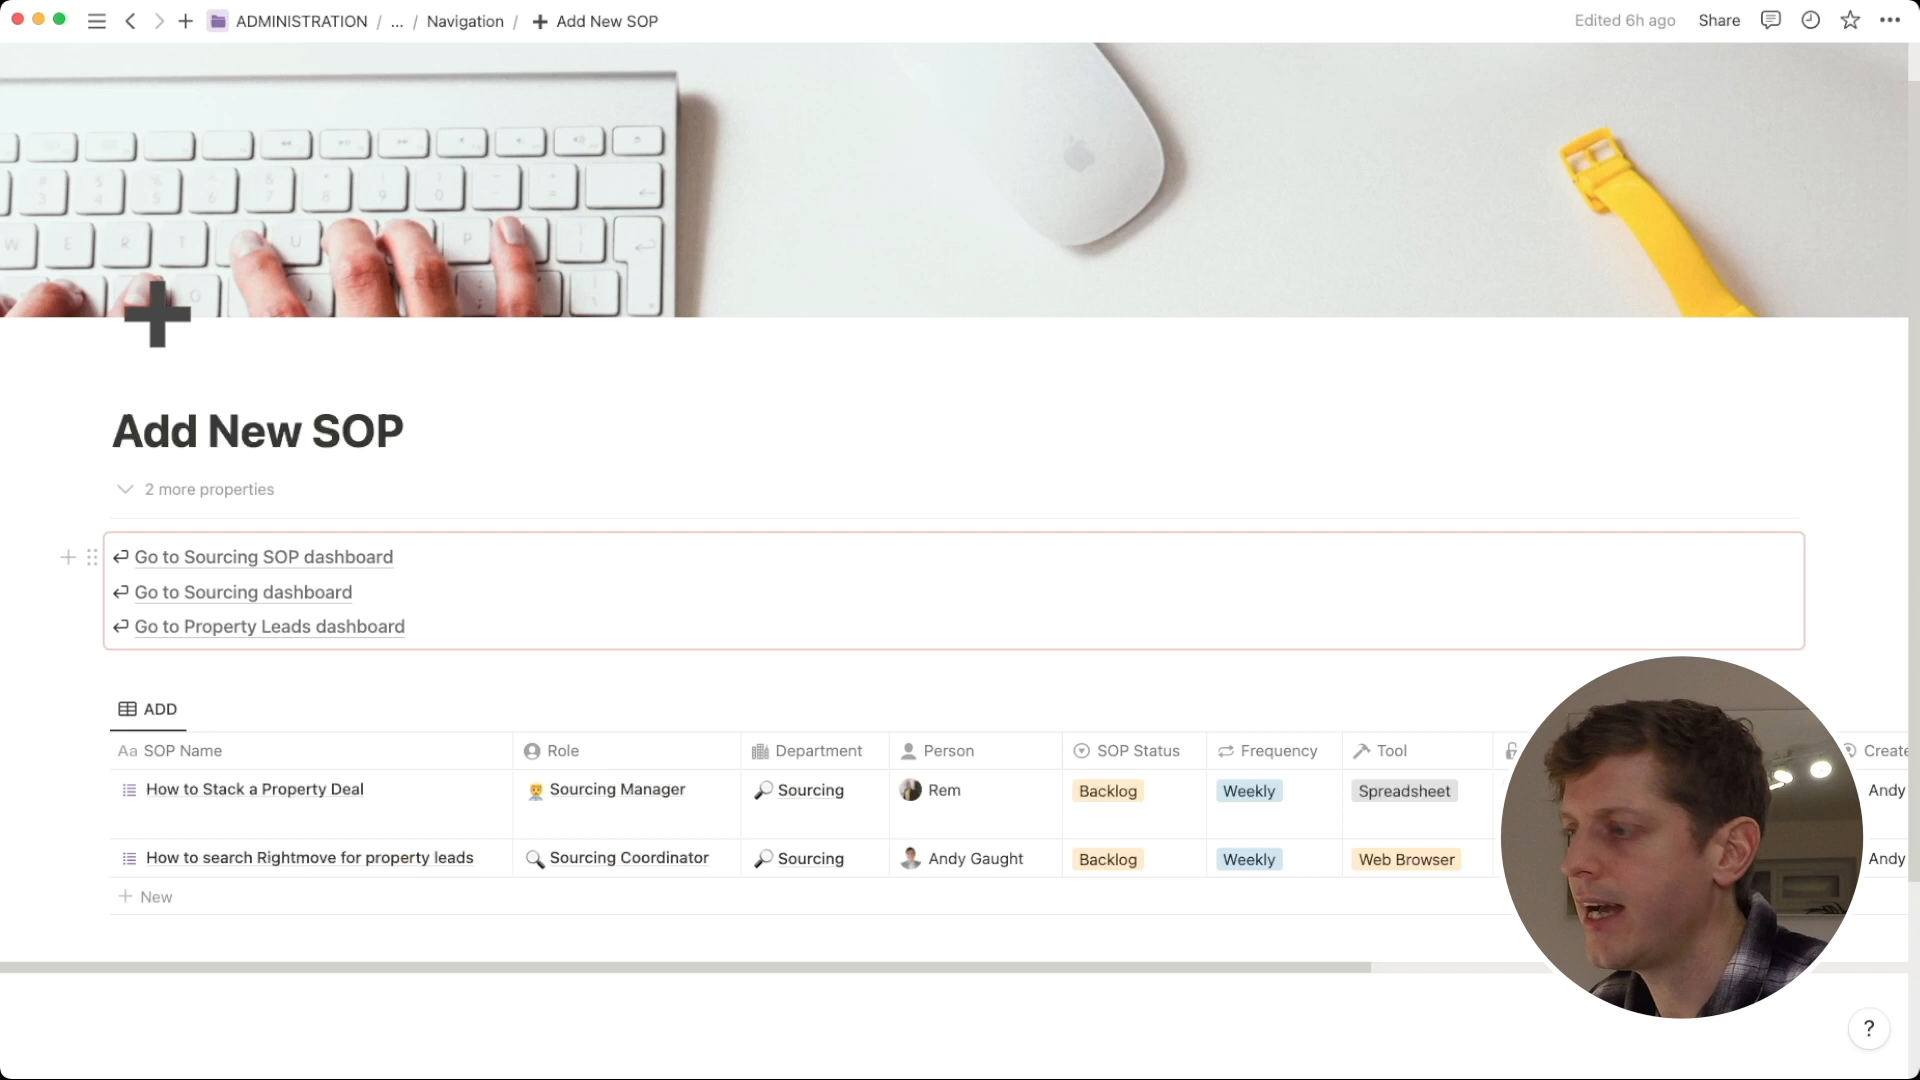 ADMINISTRATION / ... / Navigation / Add New SOP
Edited 6h ago Share
Add New SOP
2 more properties
Go to Sourcing SOP dashboard
Go to Sourcing dashboard
Go to Property Leads dashboard
ADD
Aa SOP Name Role Department Person SOP Status Frequency Tool Create
How to Stack a Property Deal Sourcing Manager Sourcing Rem Backlog Weekly Spreadsheet Andy
How to search Rightmove for property leads Sourcing Coordinator Sourcing Andy Gaught Backlog Weekly Web Browser Andy
+ New
?